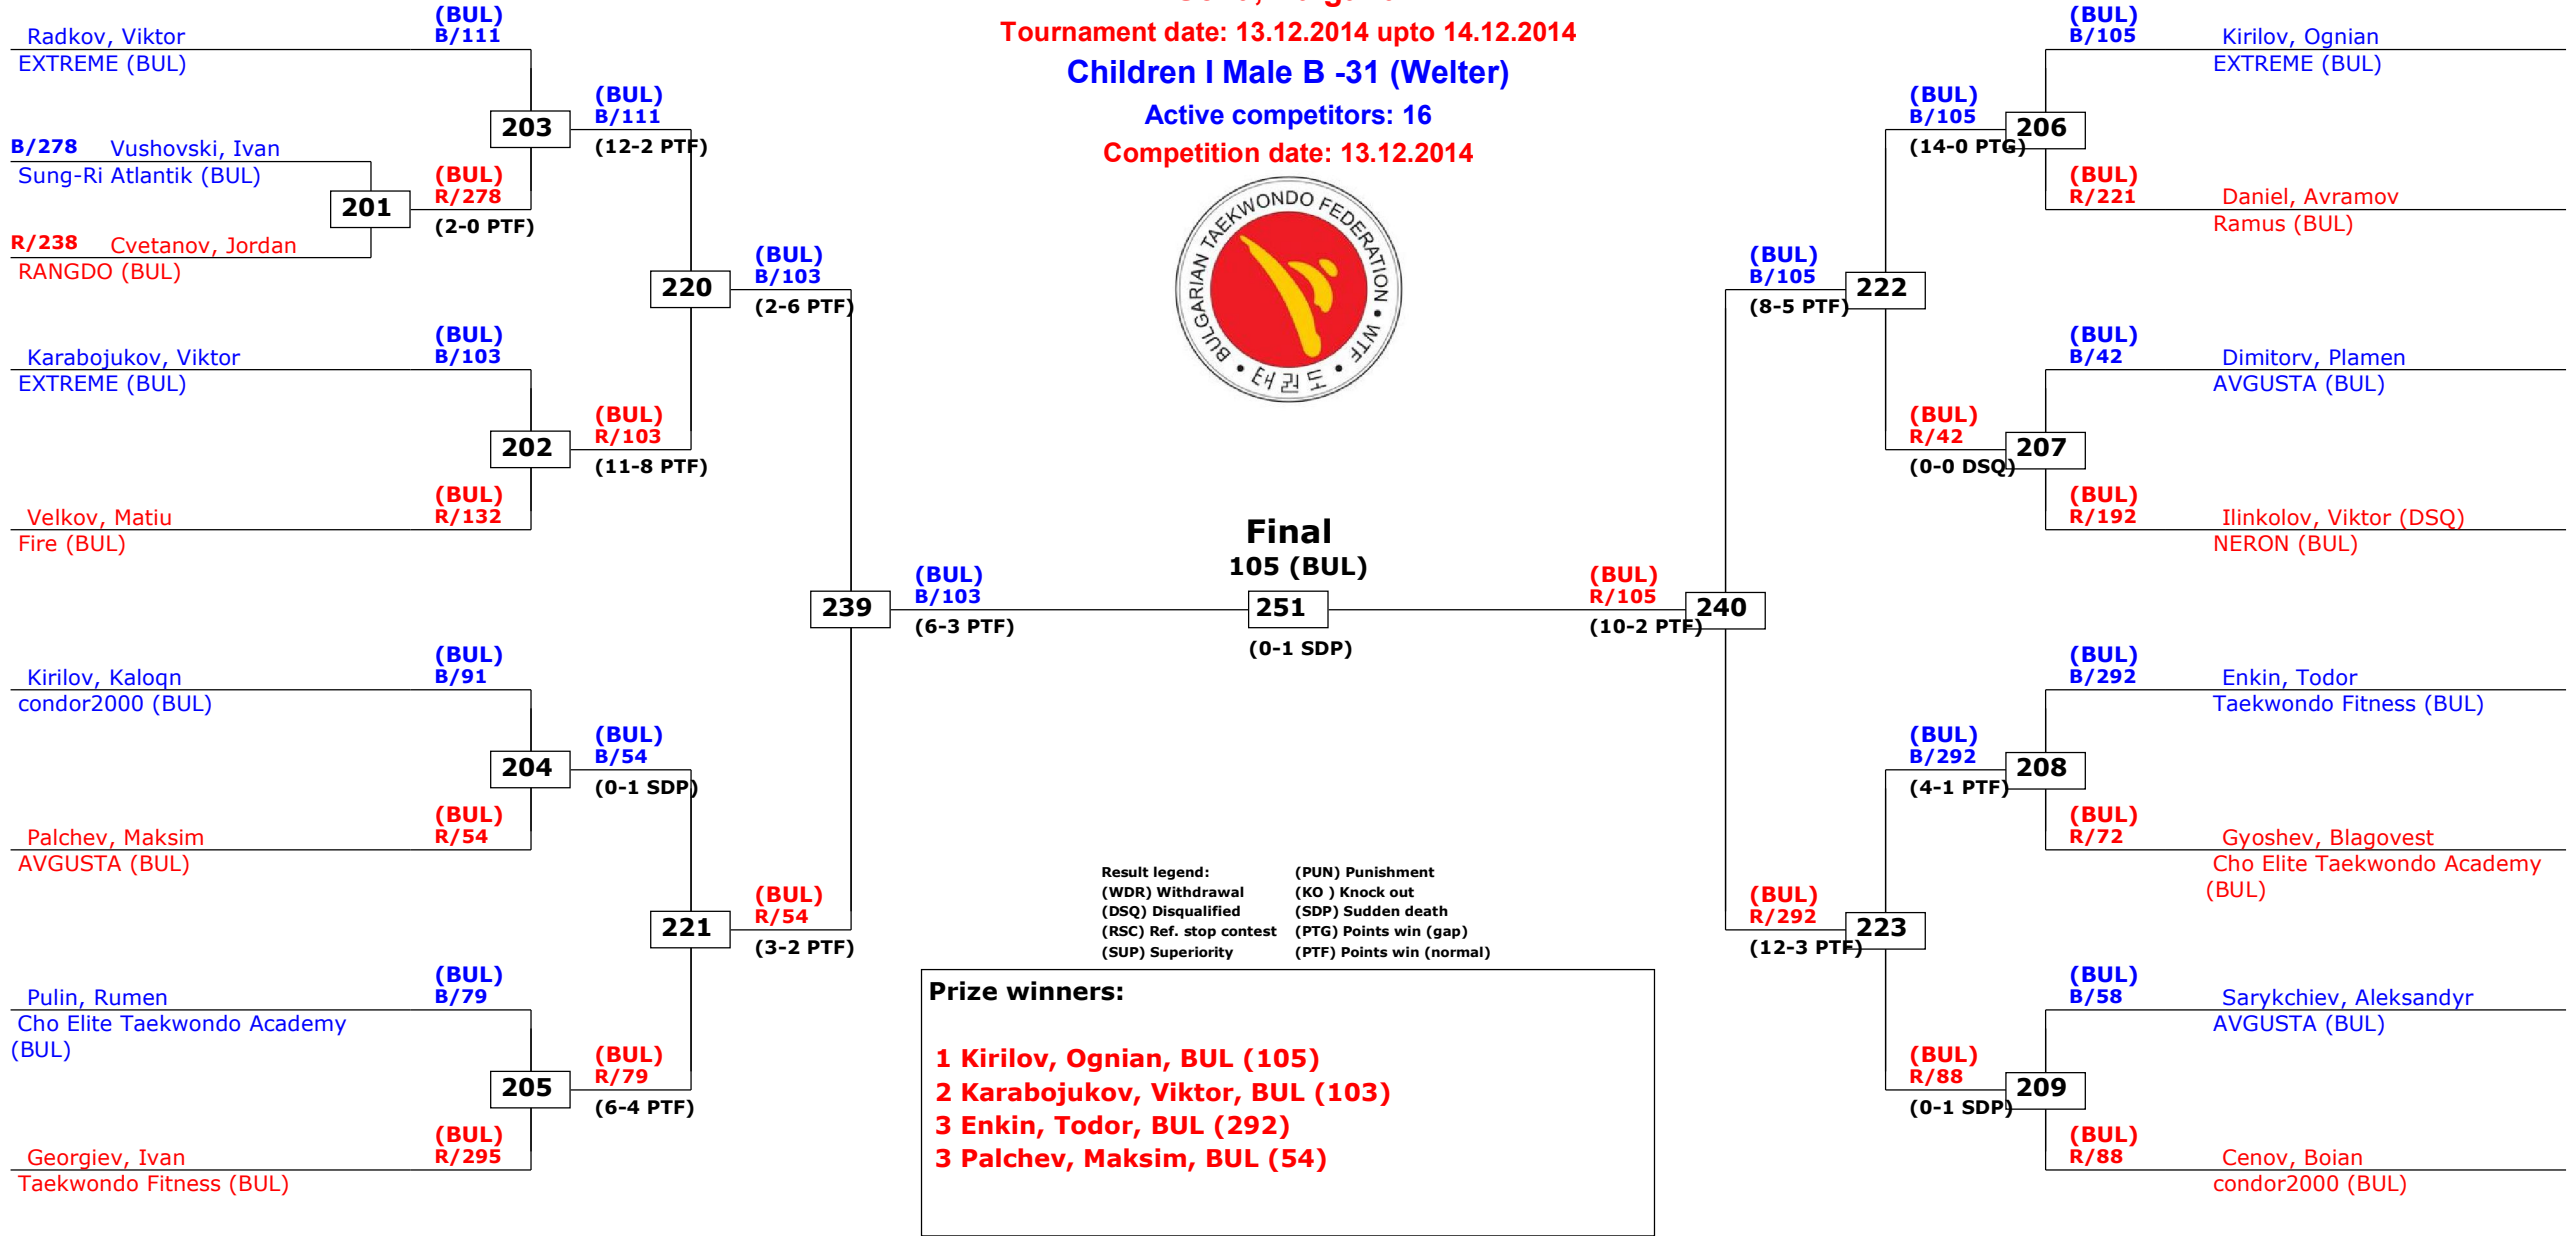 Tournament date: 13.12.2014 upto 14.12.2014
Children I Male B -31 (Welter)
Active competitors: 16
Competition date: 13.12.2014
BULGARIAN TAEKWONDO FEDERATION • WTF •
태권도
(BUL)
B/111
Radkov, Viktor
EXTREME (BUL)
203
(BUL)
B/111
(12-2 PTF)
B/278 Vushovski, Ivan
Sung-Ri Atlantik (BUL)
201
(BUL)
R/278
(2-0 PTF)
R/238 Cvetanov, Jordan
RANGDO (BUL)
220
(BUL)
B/103
(2-6 PTF)
(BUL)
B/103
Karabojukov, Viktor
EXTREME (BUL)
202
(BUL)
R/103
(11-8 PTF)
(BUL)
R/132
Velkov, Matiu
Fire (BUL)
239
(BUL)
B/103
(6-3 PTF)
(BUL)
B/91
Kirilov, Kaloqn
condor2000 (BUL)
204
(BUL)
B/54
(0-1 SDP)
(BUL)
R/54
Palchev, Maksim
AVGUSTA (BUL)
221
(BUL)
R/54
(3-2 PTF)
(BUL)
B/79
Pulin, Rumen
Cho Elite Taekwondo Academy
(BUL)
205
(BUL)
R/79
(6-4 PTF)
(BUL)
R/295
Georgiev, Ivan
Taekwondo Fitness (BUL)
Final
105 (BUL)
251
(0-1 SDP)
(BUL)
B/105
Kirilov, Ognian
EXTREME (BUL)
(BUL)
B/105
(14-0 PTG)
206
(BUL)
R/221
Daniel, Avramov
Ramus (BUL)
(BUL)
B/105
(8-5 PTF)
222
(BUL)
B/42
Dimitorv, Plamen
AVGUSTA (BUL)
(BUL)
R/42
(0-0 DSQ)
207
(BUL)
R/192
Ilinkolov, Viktor (DSQ)
NERON (BUL)
(BUL)
R/105
(10-2 PTF)
240
(BUL)
B/292
Enkin, Todor
Taekwondo Fitness (BUL)
(BUL)
B/292
(4-1 PTF)
208
(BUL)
R/72
Gyoshev, Blagovest
Cho Elite Taekwondo Academy
(BUL)
(BUL)
R/292
(12-3 PTF)
223
(BUL)
B/58
Sarykchiev, Aleksandyr
AVGUSTA (BUL)
(BUL)
R/88
(0-1 SDP)
209
(BUL)
R/88
Cenov, Boian
condor2000 (BUL)
Result legend: (PUN) Punishment
(WDR) Withdrawal (KO ) Knock out
(DSQ) Disqualified (SDP) Sudden death
(RSC) Ref. stop contest (PTG) Points win (gap)
(SUP) Superiority (PTF) Points win (normal)
Prize winners:
1 Kirilov, Ognian, BUL (105)
2 Karabojukov, Viktor, BUL (103)
3 Enkin, Todor, BUL (292)
3 Palchev, Maksim, BUL (54)